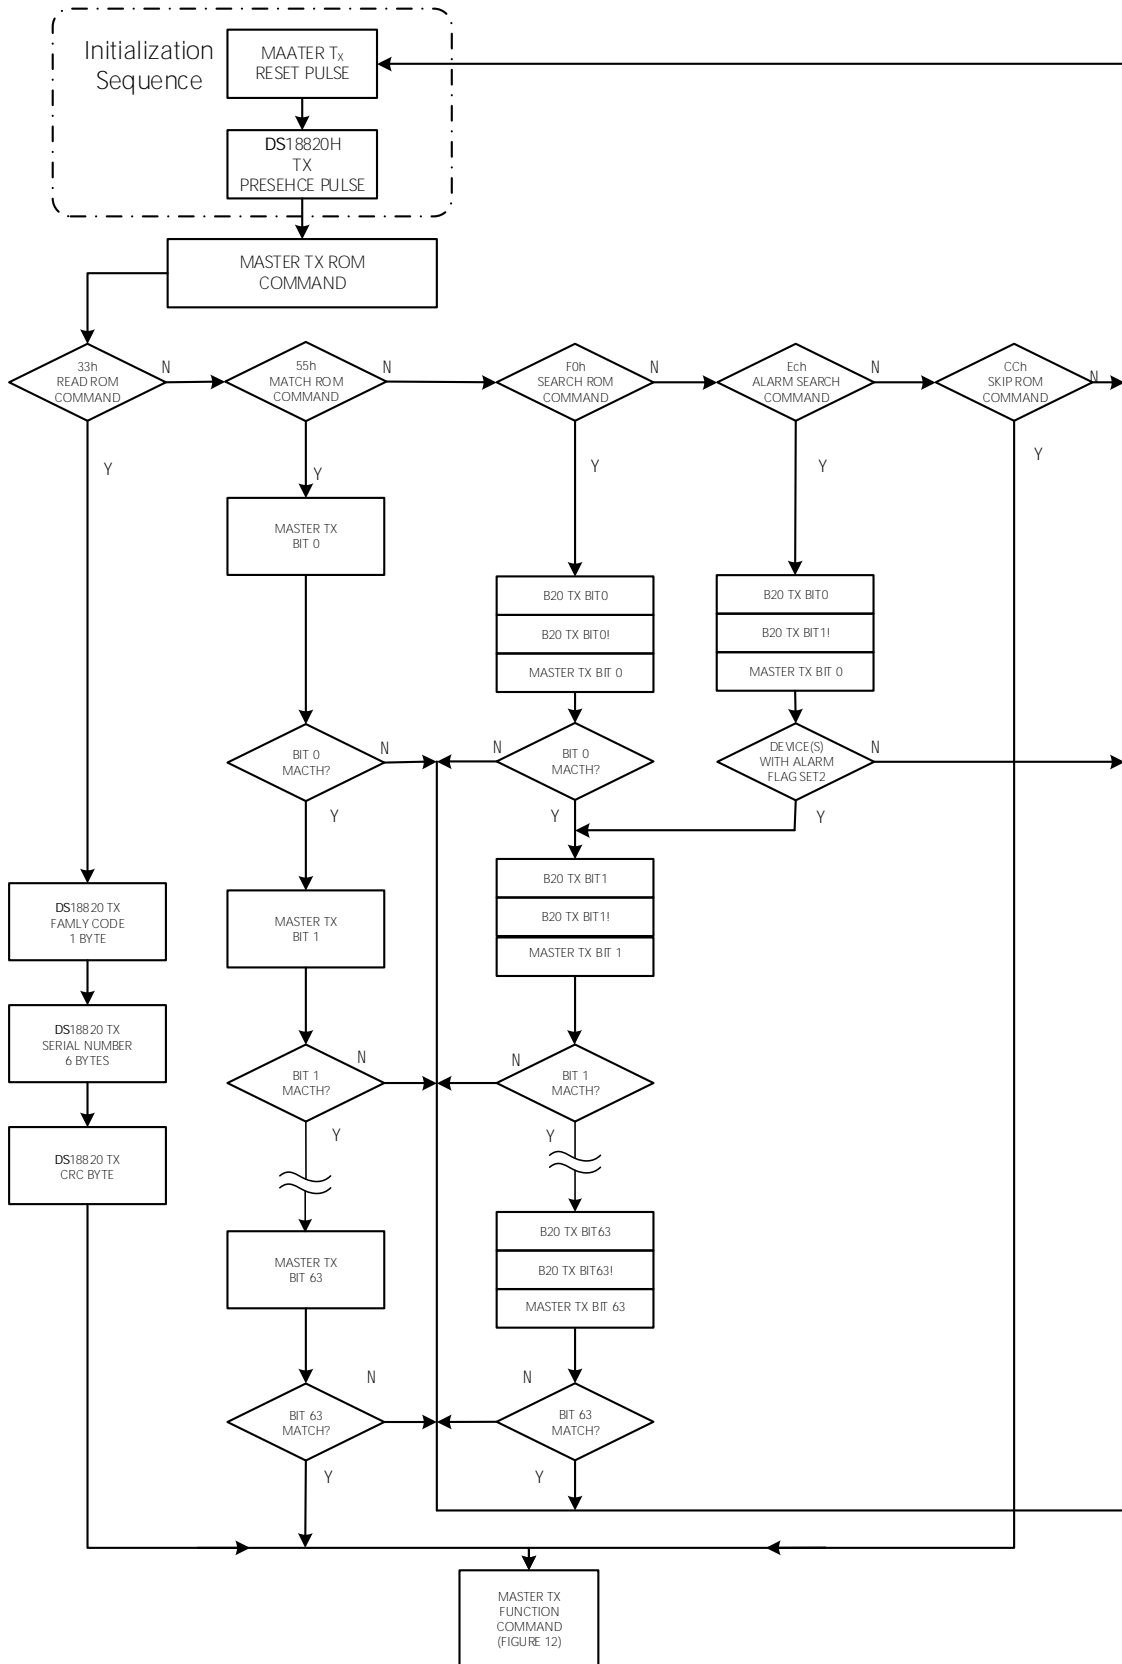 Initialization
Sequence
MAATER Tx
RESET PULSE
DS18820H
TX
PRESEHCE PULSE
MASTER TX ROM
COMMAND
33h
READ ROM
COMMAND
N
55h
MATCH ROM
COMMAND
N
F0h
SEARCH ROM
COMMAND
N
Ech
ALARM SEARCH
COMMAND
N
CCh
SKIP ROM
COMMAND
N
Y
Y
Y
Y
Y
MASTER TX
BIT 0
B20 TX BIT0
B20 TX BIT0!
MASTER TX BIT 0
B20 TX BIT0
B20 TX BIT1!
MASTER TX BIT 0
BIT 0
MACTH?
N
N
BIT 0
MACTH?
DEVICE(S)
WITH ALARM
FLAG SET2
N
Y
Y
Y
DS18820 TX
FAMLY CODE
1 BYTE
MASTER TX
BIT 1
B20 TX BIT1
B20 TX BIT1!
MASTER TX BIT 1
DS18820 TX
SERIAL NUMBER
6 BYTES
BIT 1
MACTH?
N
N
BIT 1
MACTH?
Y
Y
DS18820 TX
CRC BYTE
MASTER TX
BIT 63
B20 TX BIT63
B20 TX BIT63!
MASTER TX BIT 63
BIT 63
MATCH?
N
N
BIT 63
MATCH?
Y
Y
MASTER TX
FUNCTION
COMMAND
(FIGURE 12)